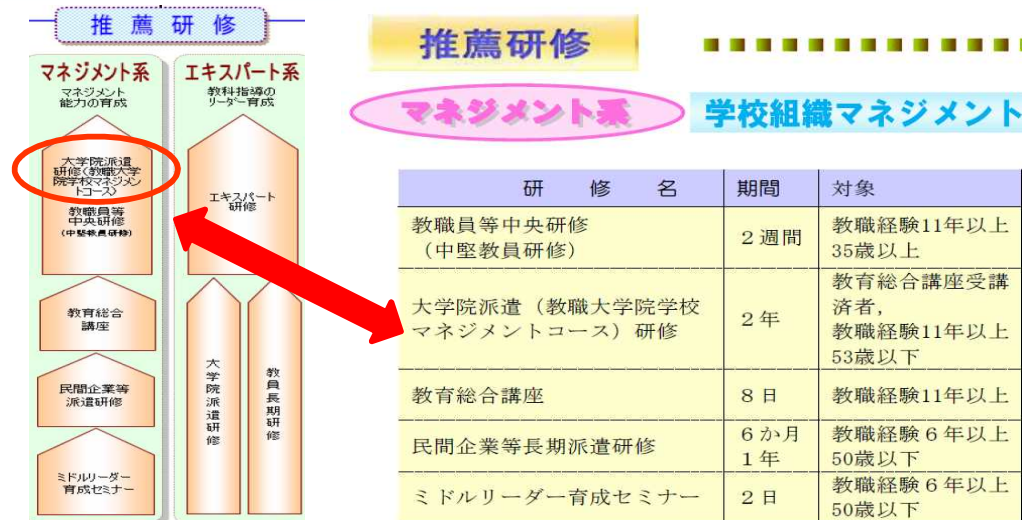 推薦研修
マネジメント系
マネジメント
能力の育成
大学院派遣
研修(教職大学
院学校マネジメン
トコース)
教職員等
中央研修
(中堅教員研修)
教育総合
講座
民間企業等
派遣研修
ミドルリーダー
育成セミナー
エキスパート系
教科指導の
リーダー育成
エキスパート
研修
大学院派遣研修
教員長期研修
推薦研修
マネジメント系
学校組織マネジメント
研修名 期間 対象
教職員等中央研修
(中堅教員研修)
2週間
教職経験11年以上
35歳以上
大学院派遣(教職大学院学校
マネジメントコース)研修
2年
教育総合講座受講
済者,
教職経験11年以上
53歳以下
教育総合講座 8日 教職経験11年以上
民間企業等長期派遣研修
6か月
1年
教職経験6年以上
50歳以下
ミドルリーダー育成セミナー
2日
教職経験6年以上
50歳以下